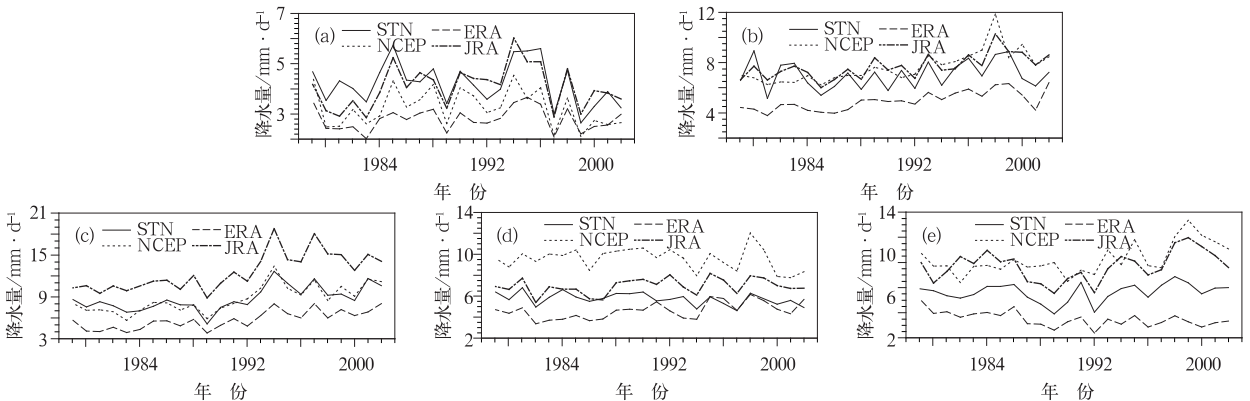 降水量/mm·d⁻¹
7
5
3
(a)
STN
ERA
NCEP
JRA
1984
1992
2000
年 份
降水量/mm·d⁻¹
12
8
4
(b)
STN
ERA
NCEP
JRA
1984
1992
2000
年 份
降水量/mm·d⁻¹
21
15
9
3
(c)
STN
ERA
NCEP
JRA
1984
1992
2000
年 份
降水量/mm·d⁻¹
14
10
6
2
(d)
STN
ERA
NCEP
JRA
1984
1992
2000
年 份
降水量/mm·d⁻¹
14
10
6
2
(e)
STN
ERA
NCEP
JRA
1984
1992
2000
年 份